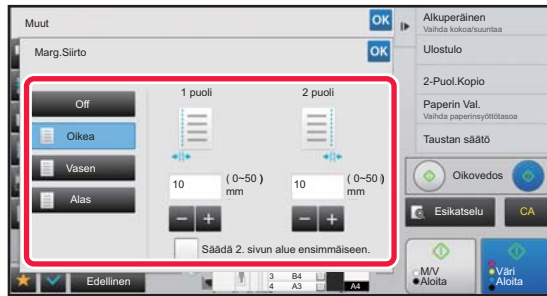 Muut
OK
Marg.Siirto
OK
Off
Oikea
Vasen
Alas
1 puoli
2 puoli
10
(0~50)
mm
10
(0~50)
mm
Säädä 2. sivun alue ensimmäiseen.
Edellinen
3 B4
4 A3
A4
Alkuperäinen
Vaihda kokoa/suuntaa
Ulostulo
2-Puol.Kopio
Paperin Val.
Vaihda paperinsyöttötasoa
Taustan säätö
Oikovedos
Esikatselu
CA
M/V
Aloita
Väri
Aloita